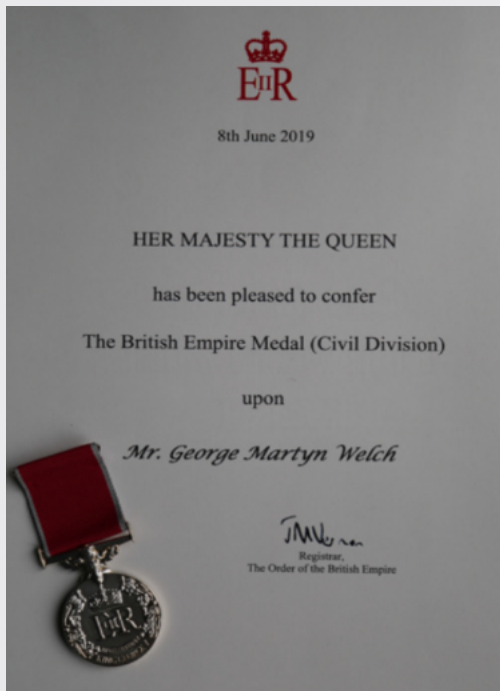 EIIR
8th June 2019
HER MAJESTY THE QUEEN
has been pleased to confer
The British Empire Medal (Civil Division)
upon
Mr. George Martyn Welch
Registrar,
The Order of the British Empire
EIIR